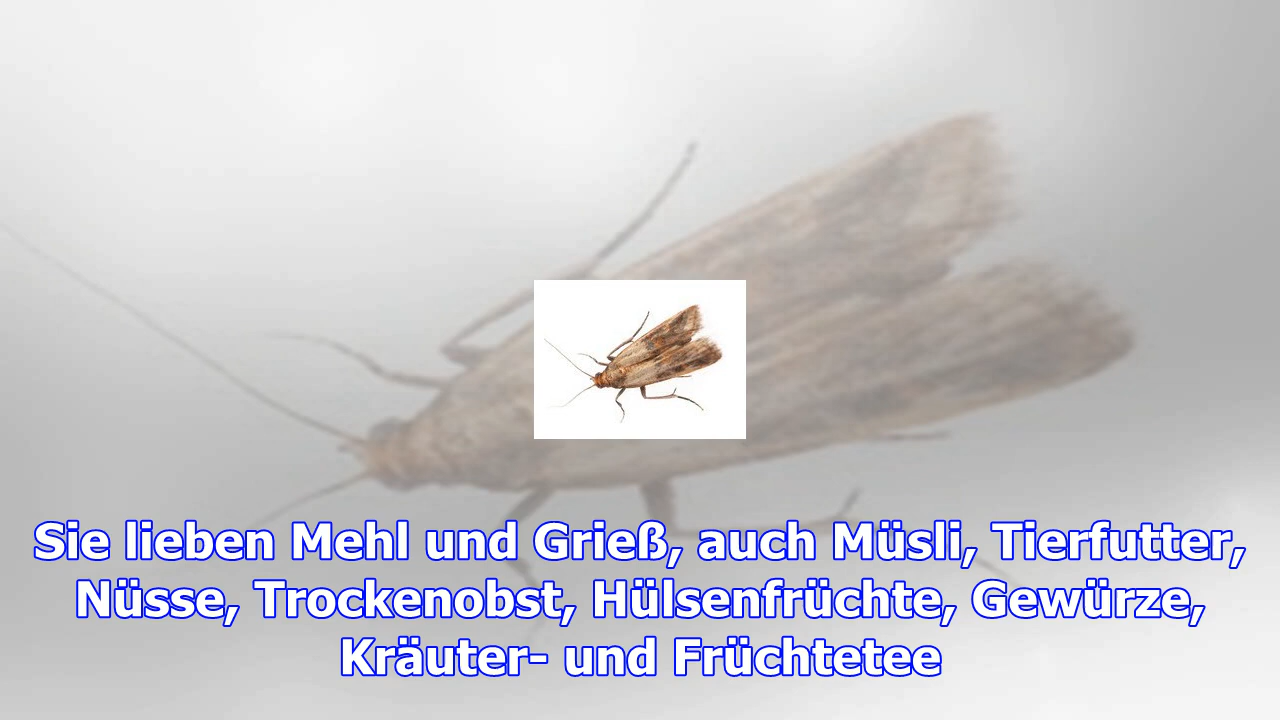 Sie lieben Mehl und Grieß, auch Müsli, Tierfutter,
Nüsse, Trockenobst, Hülsenfrüchte, Gewürze,
Kräuter- und Früchtetee